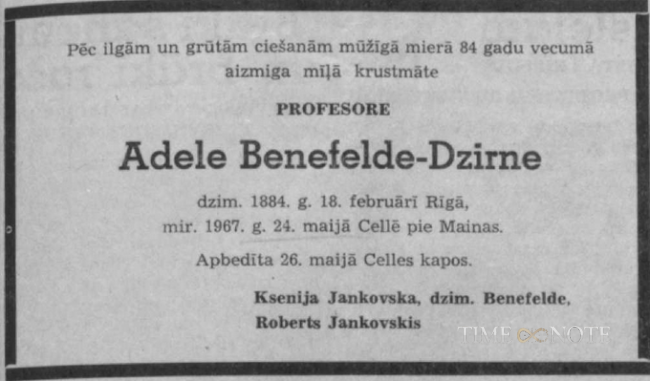 Pēc ilgām un grūtām ciešanām mūžīgā mierā 84 gadu vecumā
aizmiga mīļā krustmāte
PROFESORE
Adele Benefelde-Dzirne
dzim. 1884. g. 18. februārī Rīgā,
mir. 1967. g. 24. maijā Cellē pie Mainas.
Apbedīta 26. maijā Celles kapos.
Ksenija Jankovska, dzim. Benefelde,
Roberts Jankovskis
TIME NOTE